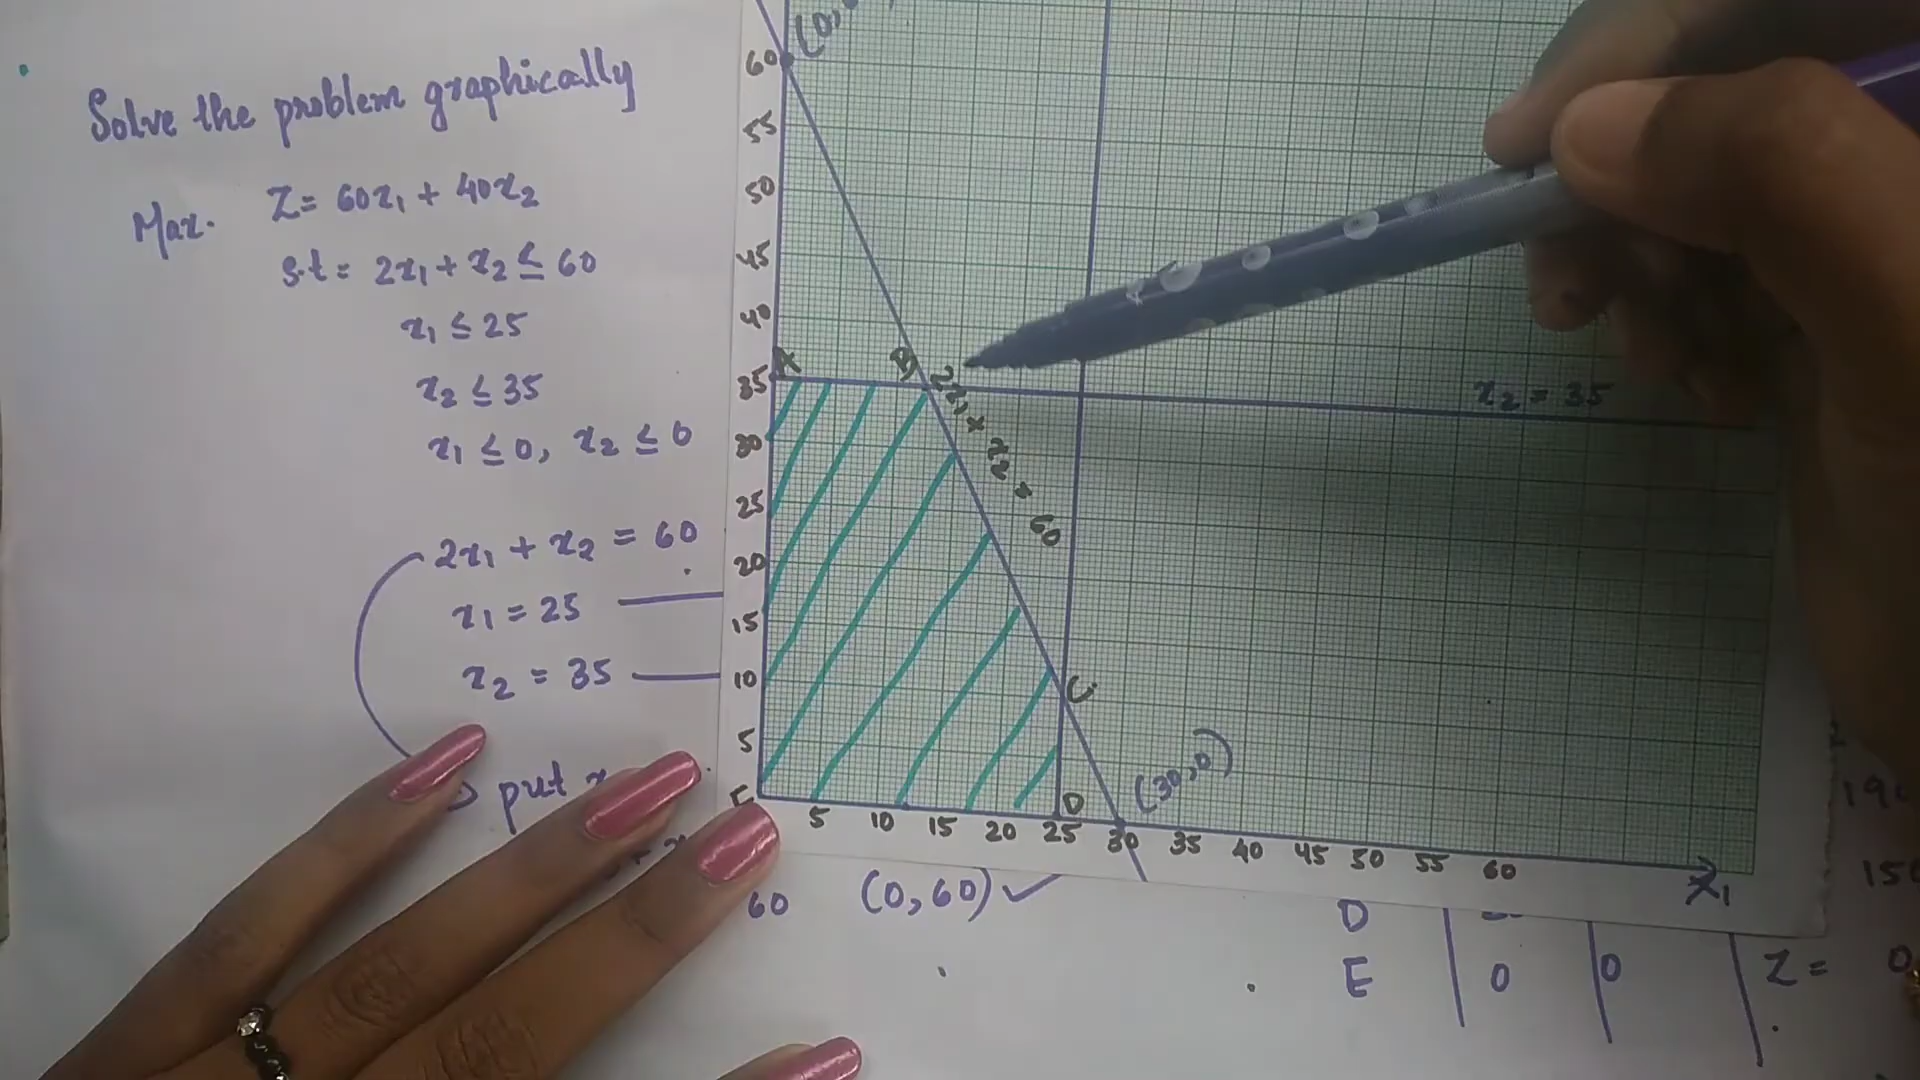 Solve the problem graphically
Max. Z = 60x₁ + 40x₂
s.t = 2x₁ + x₂ ≤ 60
x₁ ≤ 25
x₂ ≤ 35
x₁ ≤ 0, x₂ ≤ 0
2x₁ + x₂ = 60
x₁ = 25
x₂ = 35
put
60 (0,60) ✓
60
55
50
45
40
35
30
25
20
15
10
5
A
B
C
D
E
2x₁ + x₂ = 60
x₂ = 35
(30,0)
5 10 15 20 25 30 35 40 45 50 55 60
X₁
D
E 0 0 Z = 0